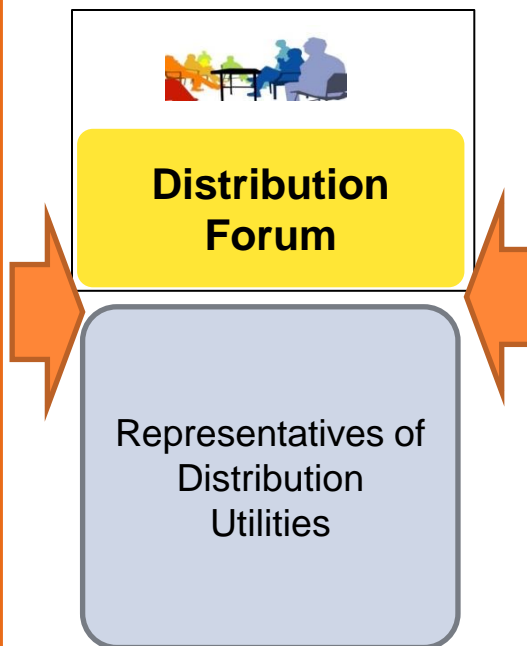 Distribution
Forum
Representatives of
Distribution
Utilities